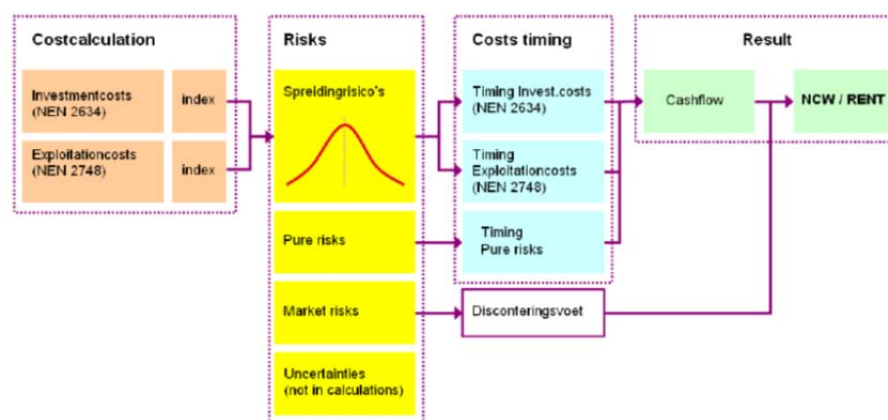 Costcalculation
Investmentcosts
(NEN 2634)
index
Exploitationcosts
(NEN 2748)
index
Risks
Spreidingrisico's
Pure risks
Market risks
Uncertainties
(not in calculations)
Costs timing
Timing Invest.costs
(NEN 2634)
Timing
Exploitationcosts
(NEN 2748)
Timing
Pure risks
Disconteringsvoet
Result
Cashflow
NCW / RENT